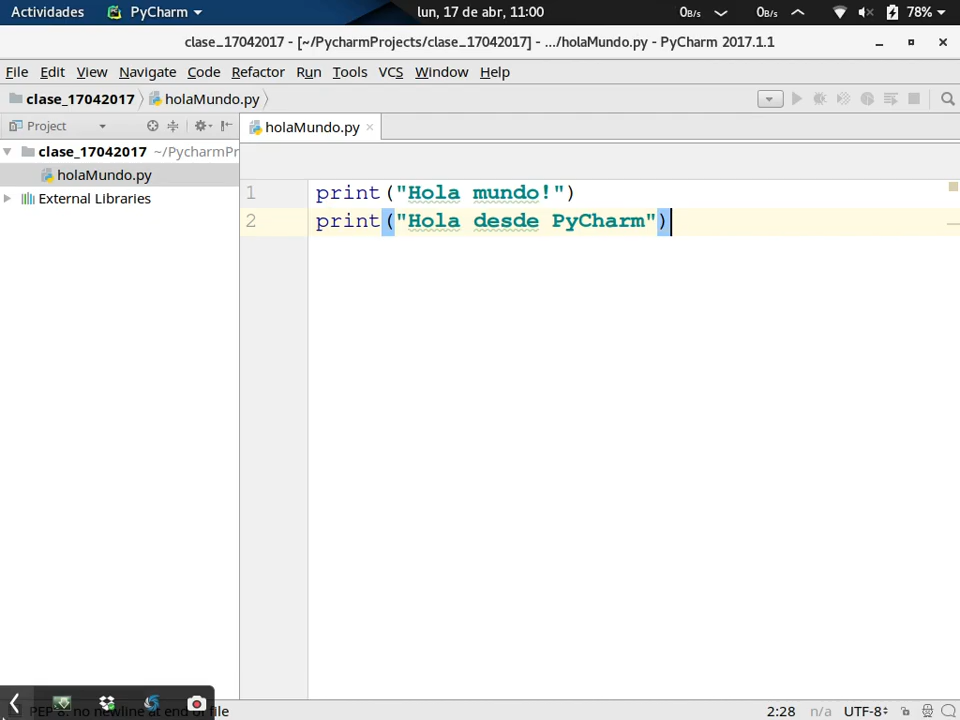 Actividades PyCharm lun, 17 de abr, 11:00 0B/s 0B/s 78%
clase_17042017 - [~/PycharmProjects/clase_17042017] - .../holaMundo.py - PyCharm 2017.1.1
File Edit View Navigate Code Refactor Run Tools VCS Window Help
clase_17042017 holaMundo.py
Project holaMundo.py
clase_17042017 ~/PycharmPr
holaMundo.py
External Libraries
1 print("Hola mundo!")
2 print("Hola desde PyCharm")
PEP 8: no newline at end of file 2:28 n/a UTF-8